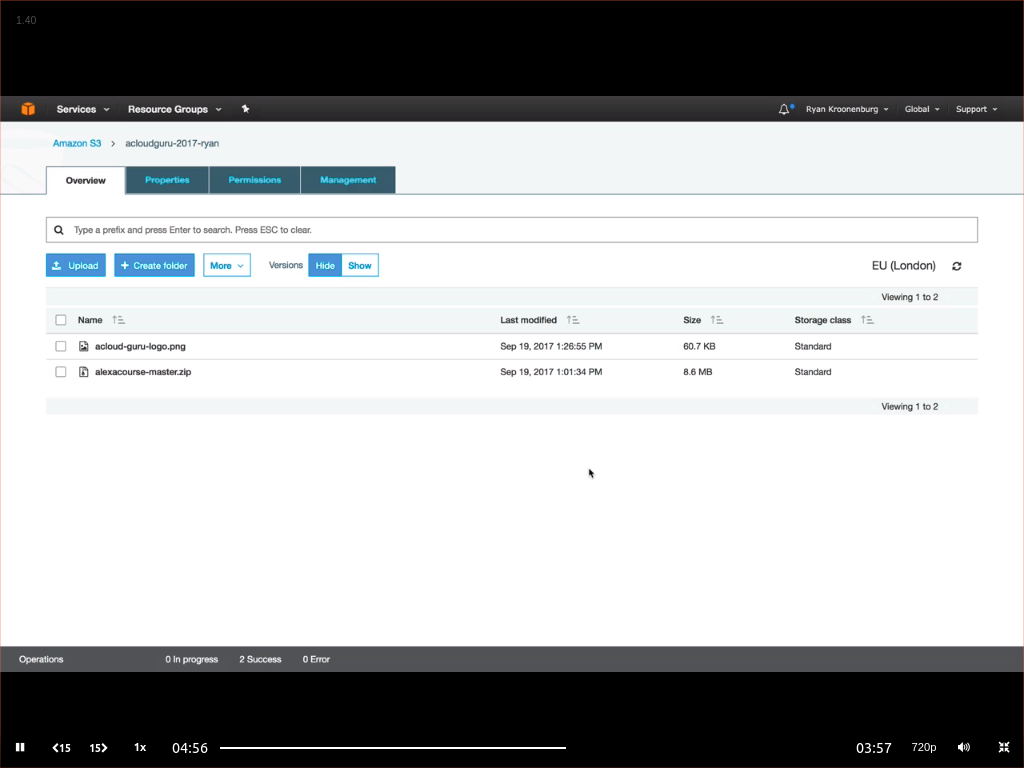 1.40
Services Resource Groups Ryan Kroonenburg Global Support
Amazon S3 > acloudguru-2017-ryan
Overview Properties Permissions Management
Type a prefix and press Enter to search. Press ESC to clear.
Upload + Create folder More Versions Hide Show EU (London)
Viewing 1 to 2
Name Last modified Size Storage class
acloud-guru-logo.png Sep 19, 2017 1:26:55 PM 60.7 KB Standard
alexacourse-master.zip Sep 19, 2017 1:01:34 PM 8.6 MB Standard
Viewing 1 to 2
Operations 0 In progress 2 Success 0 Error
15 15 1x 04:56 03:57 720p